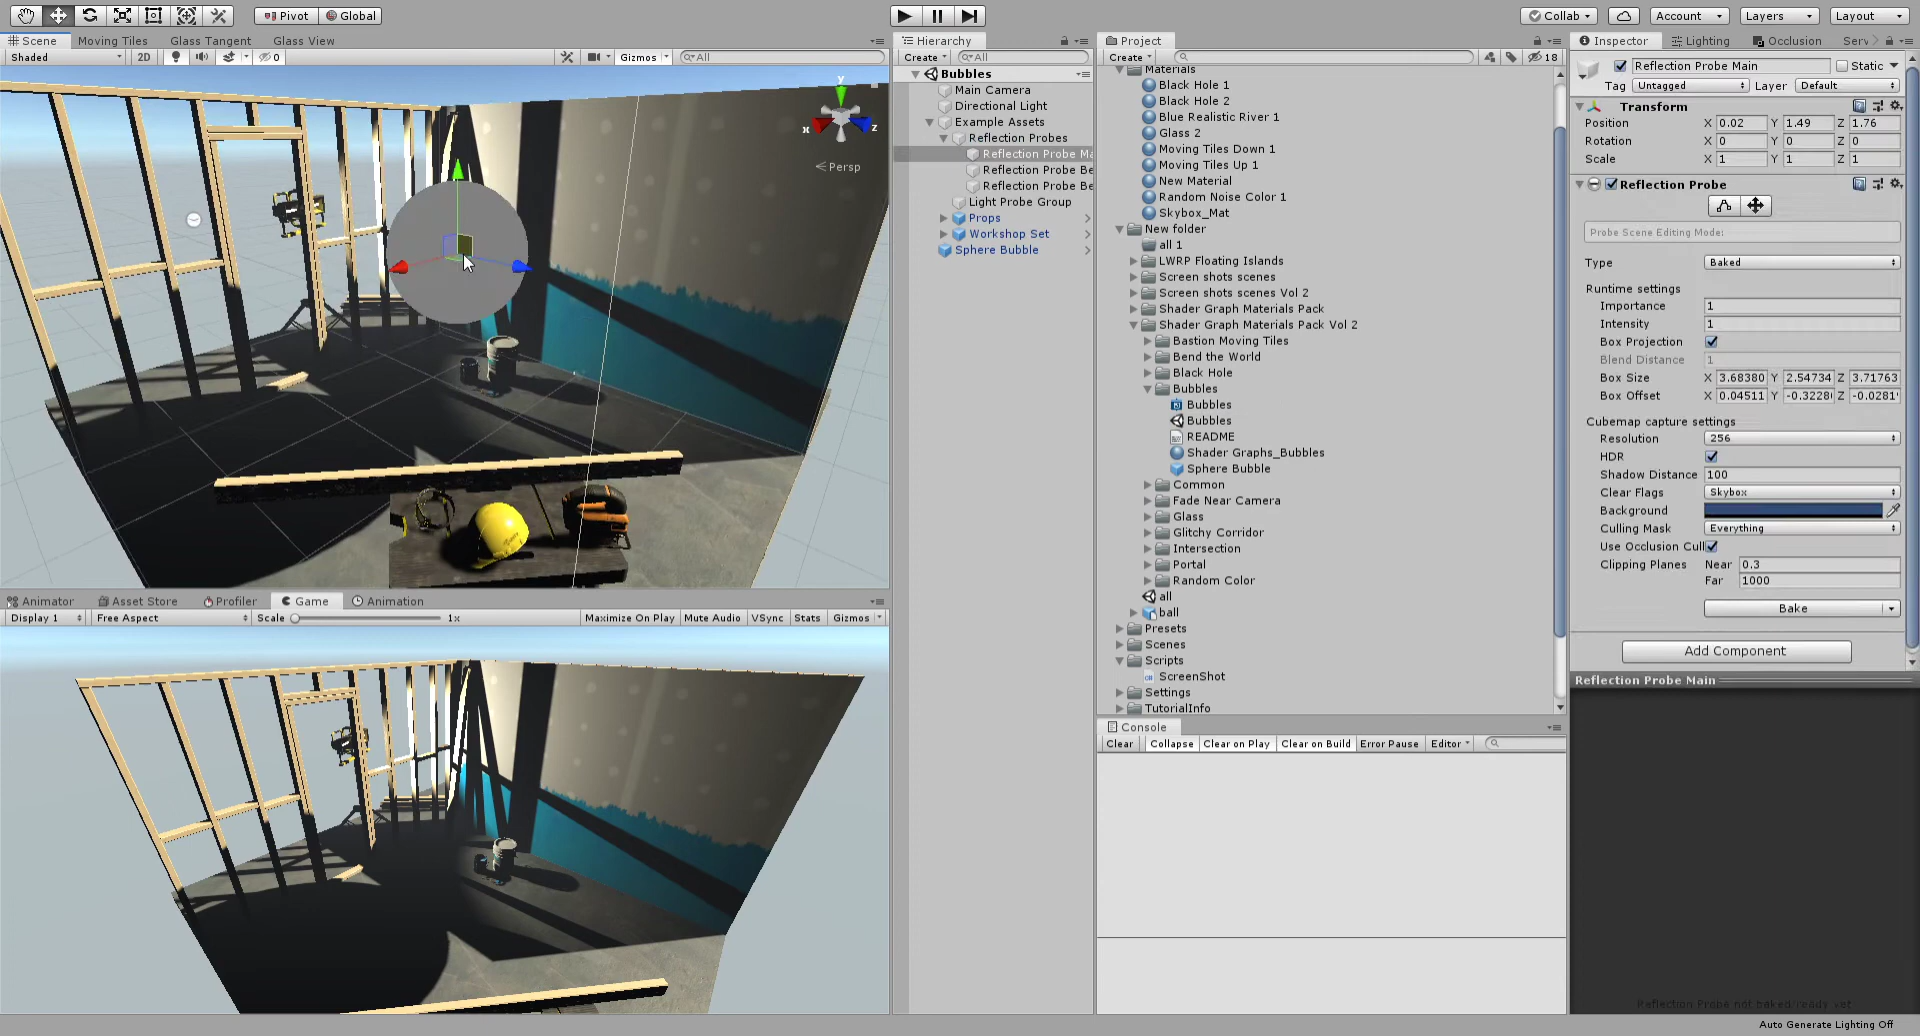 Pivot Global Collab Account Layers Layout
Scene Moving Tiles Glass Tangent Glass View
Shaded 2D 0 Gizmos All
y
x z
Persp
Animator Asset Store Profiler Game Animation
Display 1 Free Aspect Scale 1x Maximize On Play Mute Audio VSync Stats Gizmos
Hierarchy
Create All
Bubbles
Main Camera
Directional Light
Example Assets
Reflection Probes
Reflection Probe Ma
Reflection Probe Be
Reflection Probe Be
Light Probe Group
Props
Workshop Set
Sphere Bubble
Project
Create 18
Materials
Black Hole 1
Black Hole 2
Blue Realistic River 1
Glass 2
Moving Tiles Down 1
Moving Tiles Up 1
New Material
Random Noise Color 1
Skybox_Mat
New folder
all 1
LWRP Floating Islands
Screen shots scenes
Screen shots scenes Vol 2
Shader Graph Materials Pack
Shader Graph Materials Pack Vol 2
Bastion Moving Tiles
Bend the World
Black Hole
Bubbles
Bubbles
Bubbles
README
Shader Graphs_Bubbles
Sphere Bubble
Common
Fade Near Camera
Glass
Glitchy Corridor
Intersection
Portal
Random Color
all
ball
Presets
Scenes
Scripts
ScreenShot
Settings
TutorialInfo
Console
Clear Collapse Clear on Play Clear on Build Error Pause Editor
Inspector Lighting Occlusion Serv
Reflection Probe Main Static
Tag Untagged Layer Default
Transform
Position X 0.02 Y 1.49 Z 1.76
Rotation X 0 Y 0 Z 0
Scale X 1 Y 1 Z 1
Reflection Probe
Probe Scene Editing Mode:
Type Baked
Runtime settings
Importance 1
Intensity 1
Box Projection
Blend Distance 1
Box Size X 3.68380 Y 2.54734 Z 3.71763
Box Offset X 0.04511 Y -0.3228 Z -0.0281
Cubemap capture settings
Resolution 256
HDR
Shadow Distance 100
Clear Flags Skybox
Background
Culling Mask Everything
Use Occlusion Cull
Clipping Planes Near 0.3
Far 1000
Bake
Add Component
Reflection Probe Main
Reflection Probe not baked/ready yet
Auto Generate Lighting Off